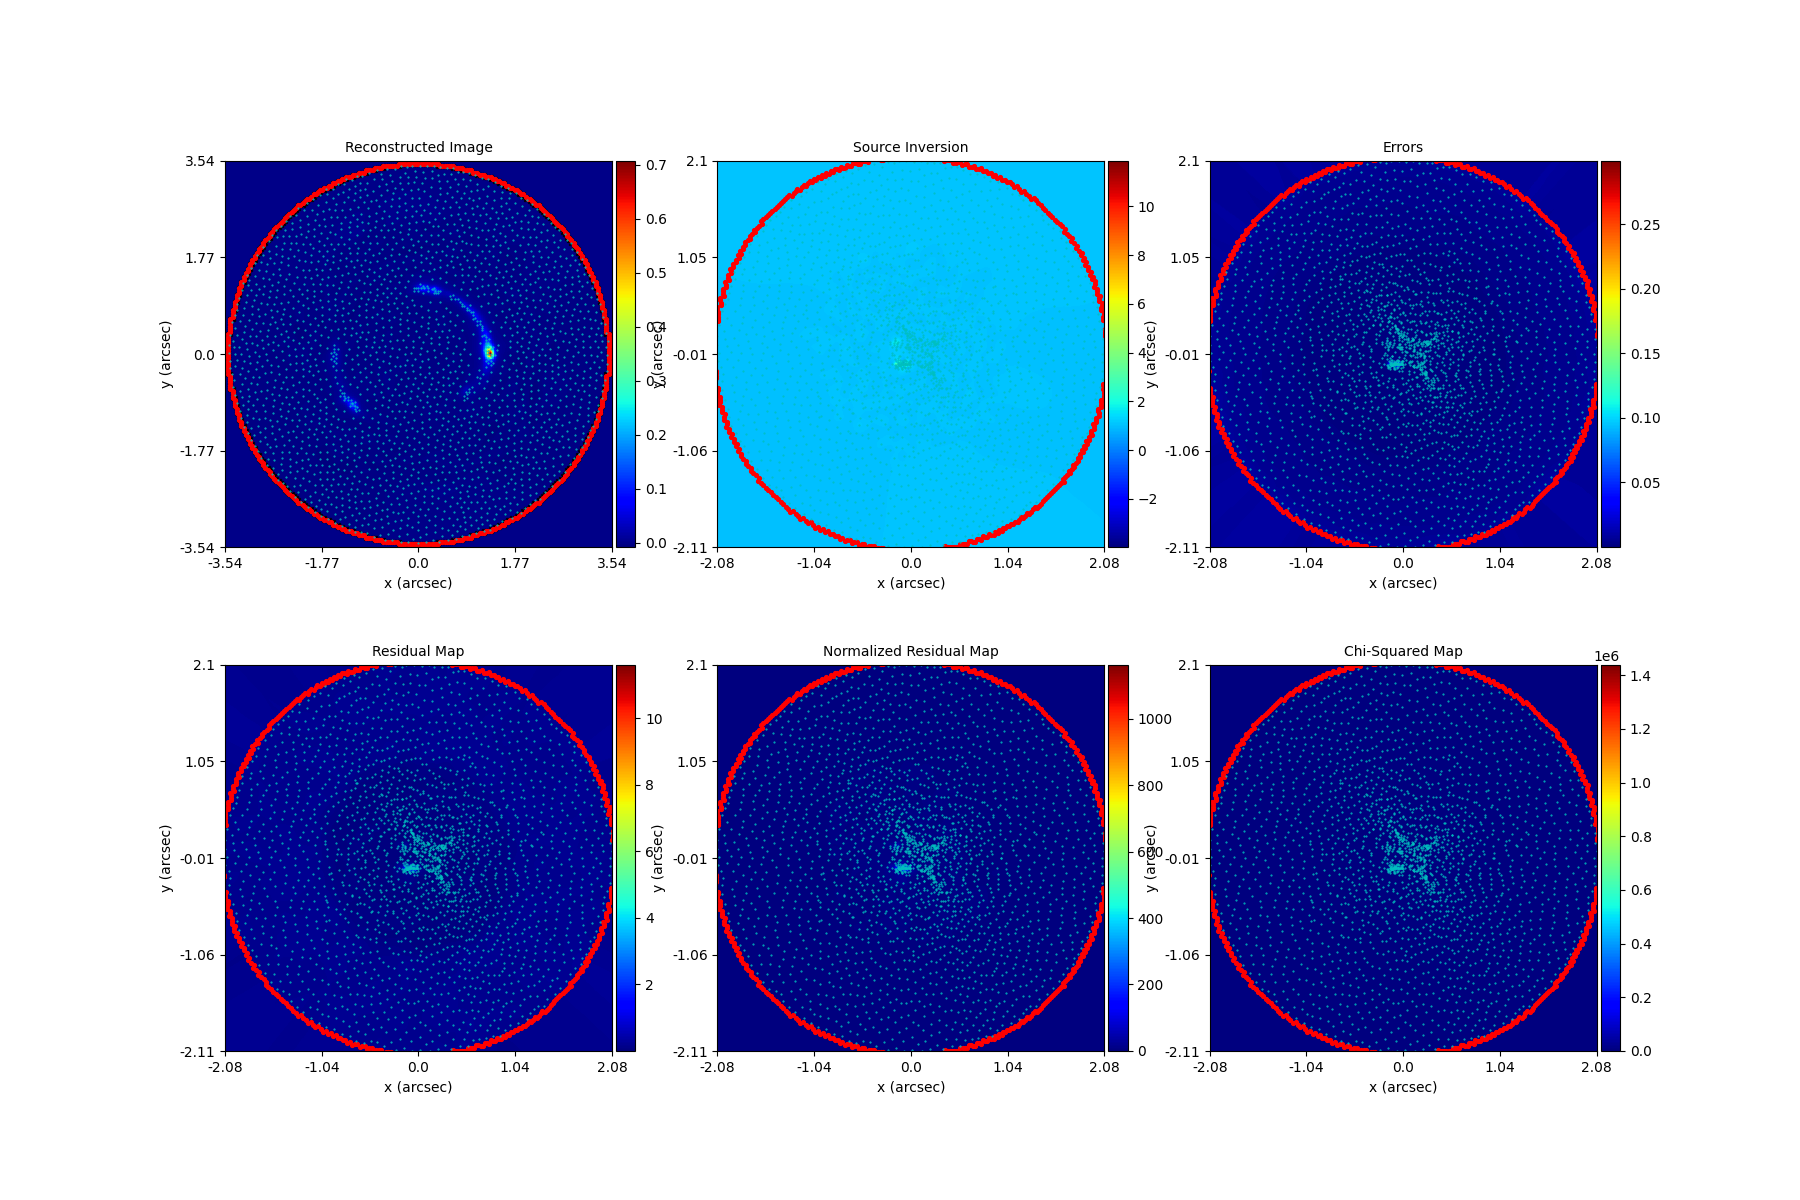 Reconstructed Image
3.54
1.77
0.0
-1.77
-3.54
y (arcsec)
-3.54 -1.77 0.0 1.77 3.54
x (arcsec)
0.7
0.6
0.5
0.4
0.3
0.2
0.1
0.0
Source Inversion
2.1
1.05
-0.01
-1.06
-2.11
y (arcsec)
-2.08 -1.04 0.0 1.04 2.08
x (arcsec)
10
8
6
4
2
0
−2
Errors
2.1
1.05
-0.01
-1.06
-2.11
y (arcsec)
-2.08 -1.04 0.0 1.04 2.08
x (arcsec)
0.25
0.20
0.15
0.10
0.05
Residual Map
2.1
1.05
-0.01
-1.06
-2.11
y (arcsec)
-2.08 -1.04 0.0 1.04 2.08
x (arcsec)
10
8
6
4
2
Normalized Residual Map
2.1
1.05
-0.01
-1.06
-2.11
y (arcsec)
-2.08 -1.04 0.0 1.04 2.08
x (arcsec)
1000
800
600
400
200
0
Chi-Squared Map
2.1
1.05
-0.01
-1.06
-2.11
y (arcsec)
-2.08 -1.04 0.0 1.04 2.08
x (arcsec)
1e6
1.4
1.2
1.0
0.8
0.6
0.4
0.2
0.0